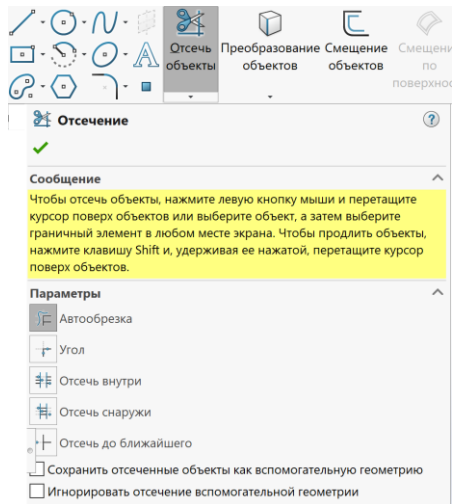 Отсечь Преобразование Смещение Смещени
объекты объектов объектов по
поверхнос
Отсечение
Сообщение
Чтобы отсечь объекты, нажмите левую кнопку мыши и перетащите
курсор поверх объектов или выберите объект, а затем выберите
граничный элемент в любом месте экрана. Чтобы продлить объекты,
нажмите клавишу Shift и, удерживая ее нажатой, перетащите курсор
поверх объектов.
Параметры
Автообрезка
Угол
Отсечь внутри
Отсечь снаружи
Отсечь до ближайшего
Сохранить отсеченные объекты как вспомогательную геометрию
Игнорировать отсечение вспомогательной геометрии